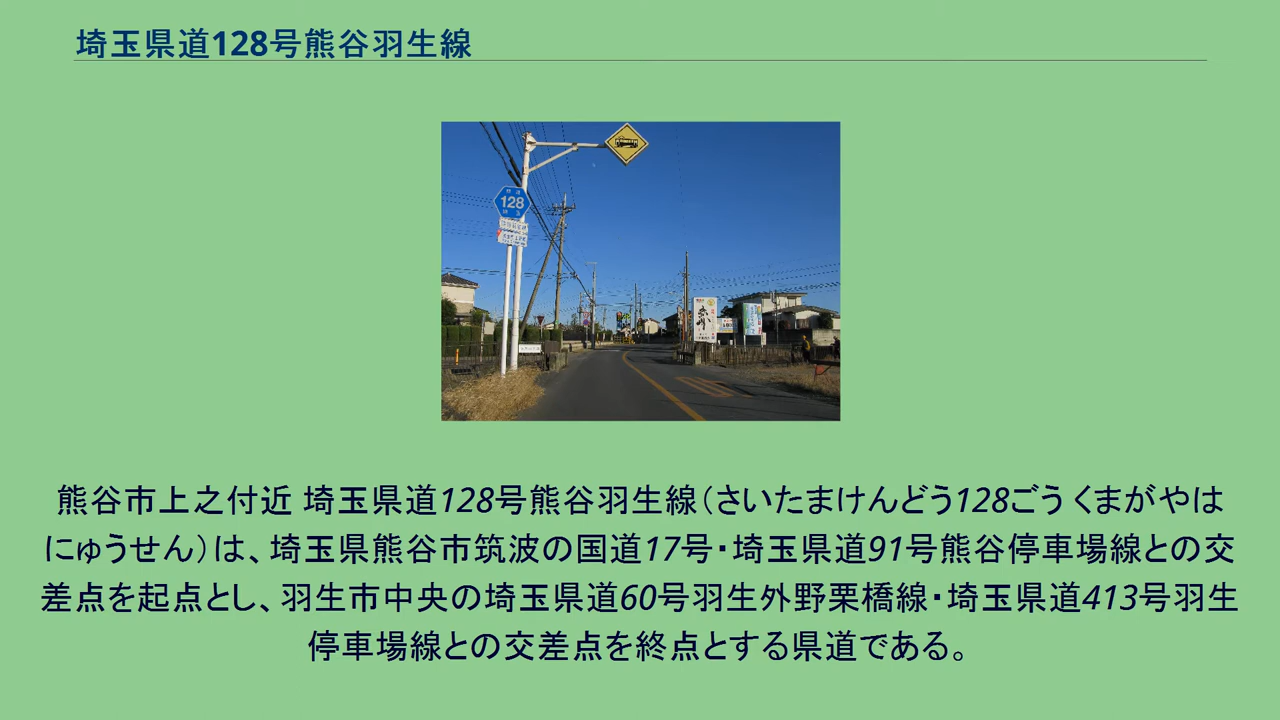 埼玉県道128号熊谷羽生線
128
熊谷市上之付近 埼玉県道128号熊谷羽生線（さいたまけんどう128ごう くまがやは
にゅうせん）は、埼玉県熊谷市筑波の国道17号・埼玉県道91号熊谷停車場線との交
差点を起点とし、羽生市中央の埼玉県道60号羽生外野栗橋線・埼玉県道413号羽生
停車場線との交差点を終点とする県道である。